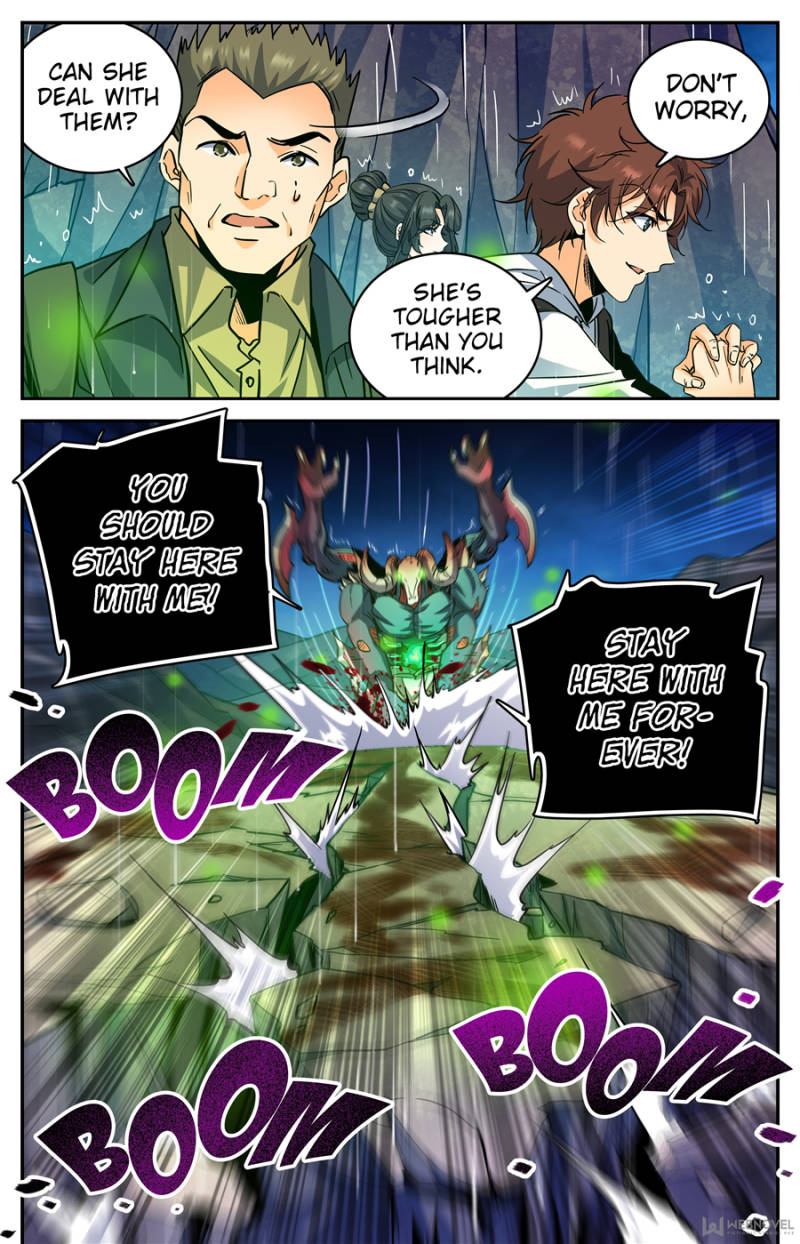 CAN SHE
DEAL WITH
THEM?
DON'T
WORRY,
SHE'S
TOUGHER
THAN YOU
THINK.
YOU
SHOULD
STAY HERE
WITH ME!
STAY
HERE WITH
ME FOR-
EVER!
BOOM
BOOM
BOOM
WEBNOVEL